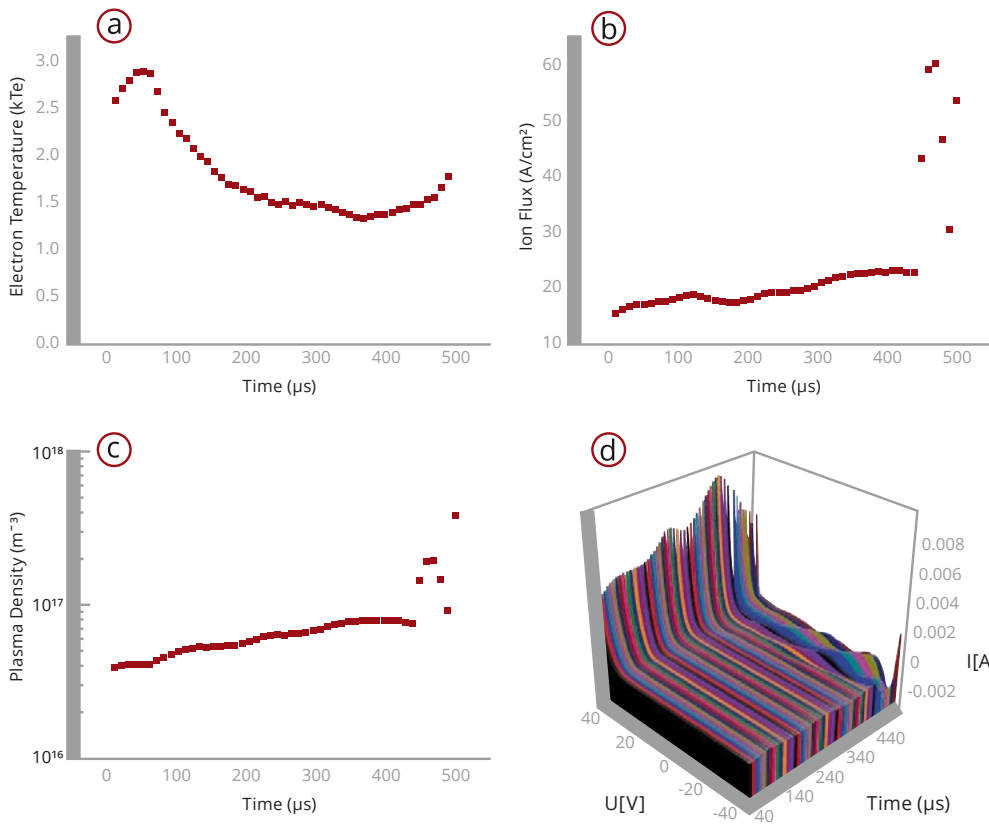 a
Electron Temperature (kTe)
3.0
2.5
2.0
1.5
1.0
0.5
0.0
0 100 200 300 400 500
Time (µs)
b
Ion Flux (A/cm²)
60
50
40
30
20
10
0 100 200 300 400 500
Time (µs)
c
Plasma Density (m⁻³)
10¹⁸
10¹⁷
10¹⁶
0 100 200 300 400 500
Time (µs)
d
0.008
0.006
0.004
0.002
0
-0.002
I[A
40
20
0
-20
-40
U[V]
40
140
240
340
440
Time (µs)